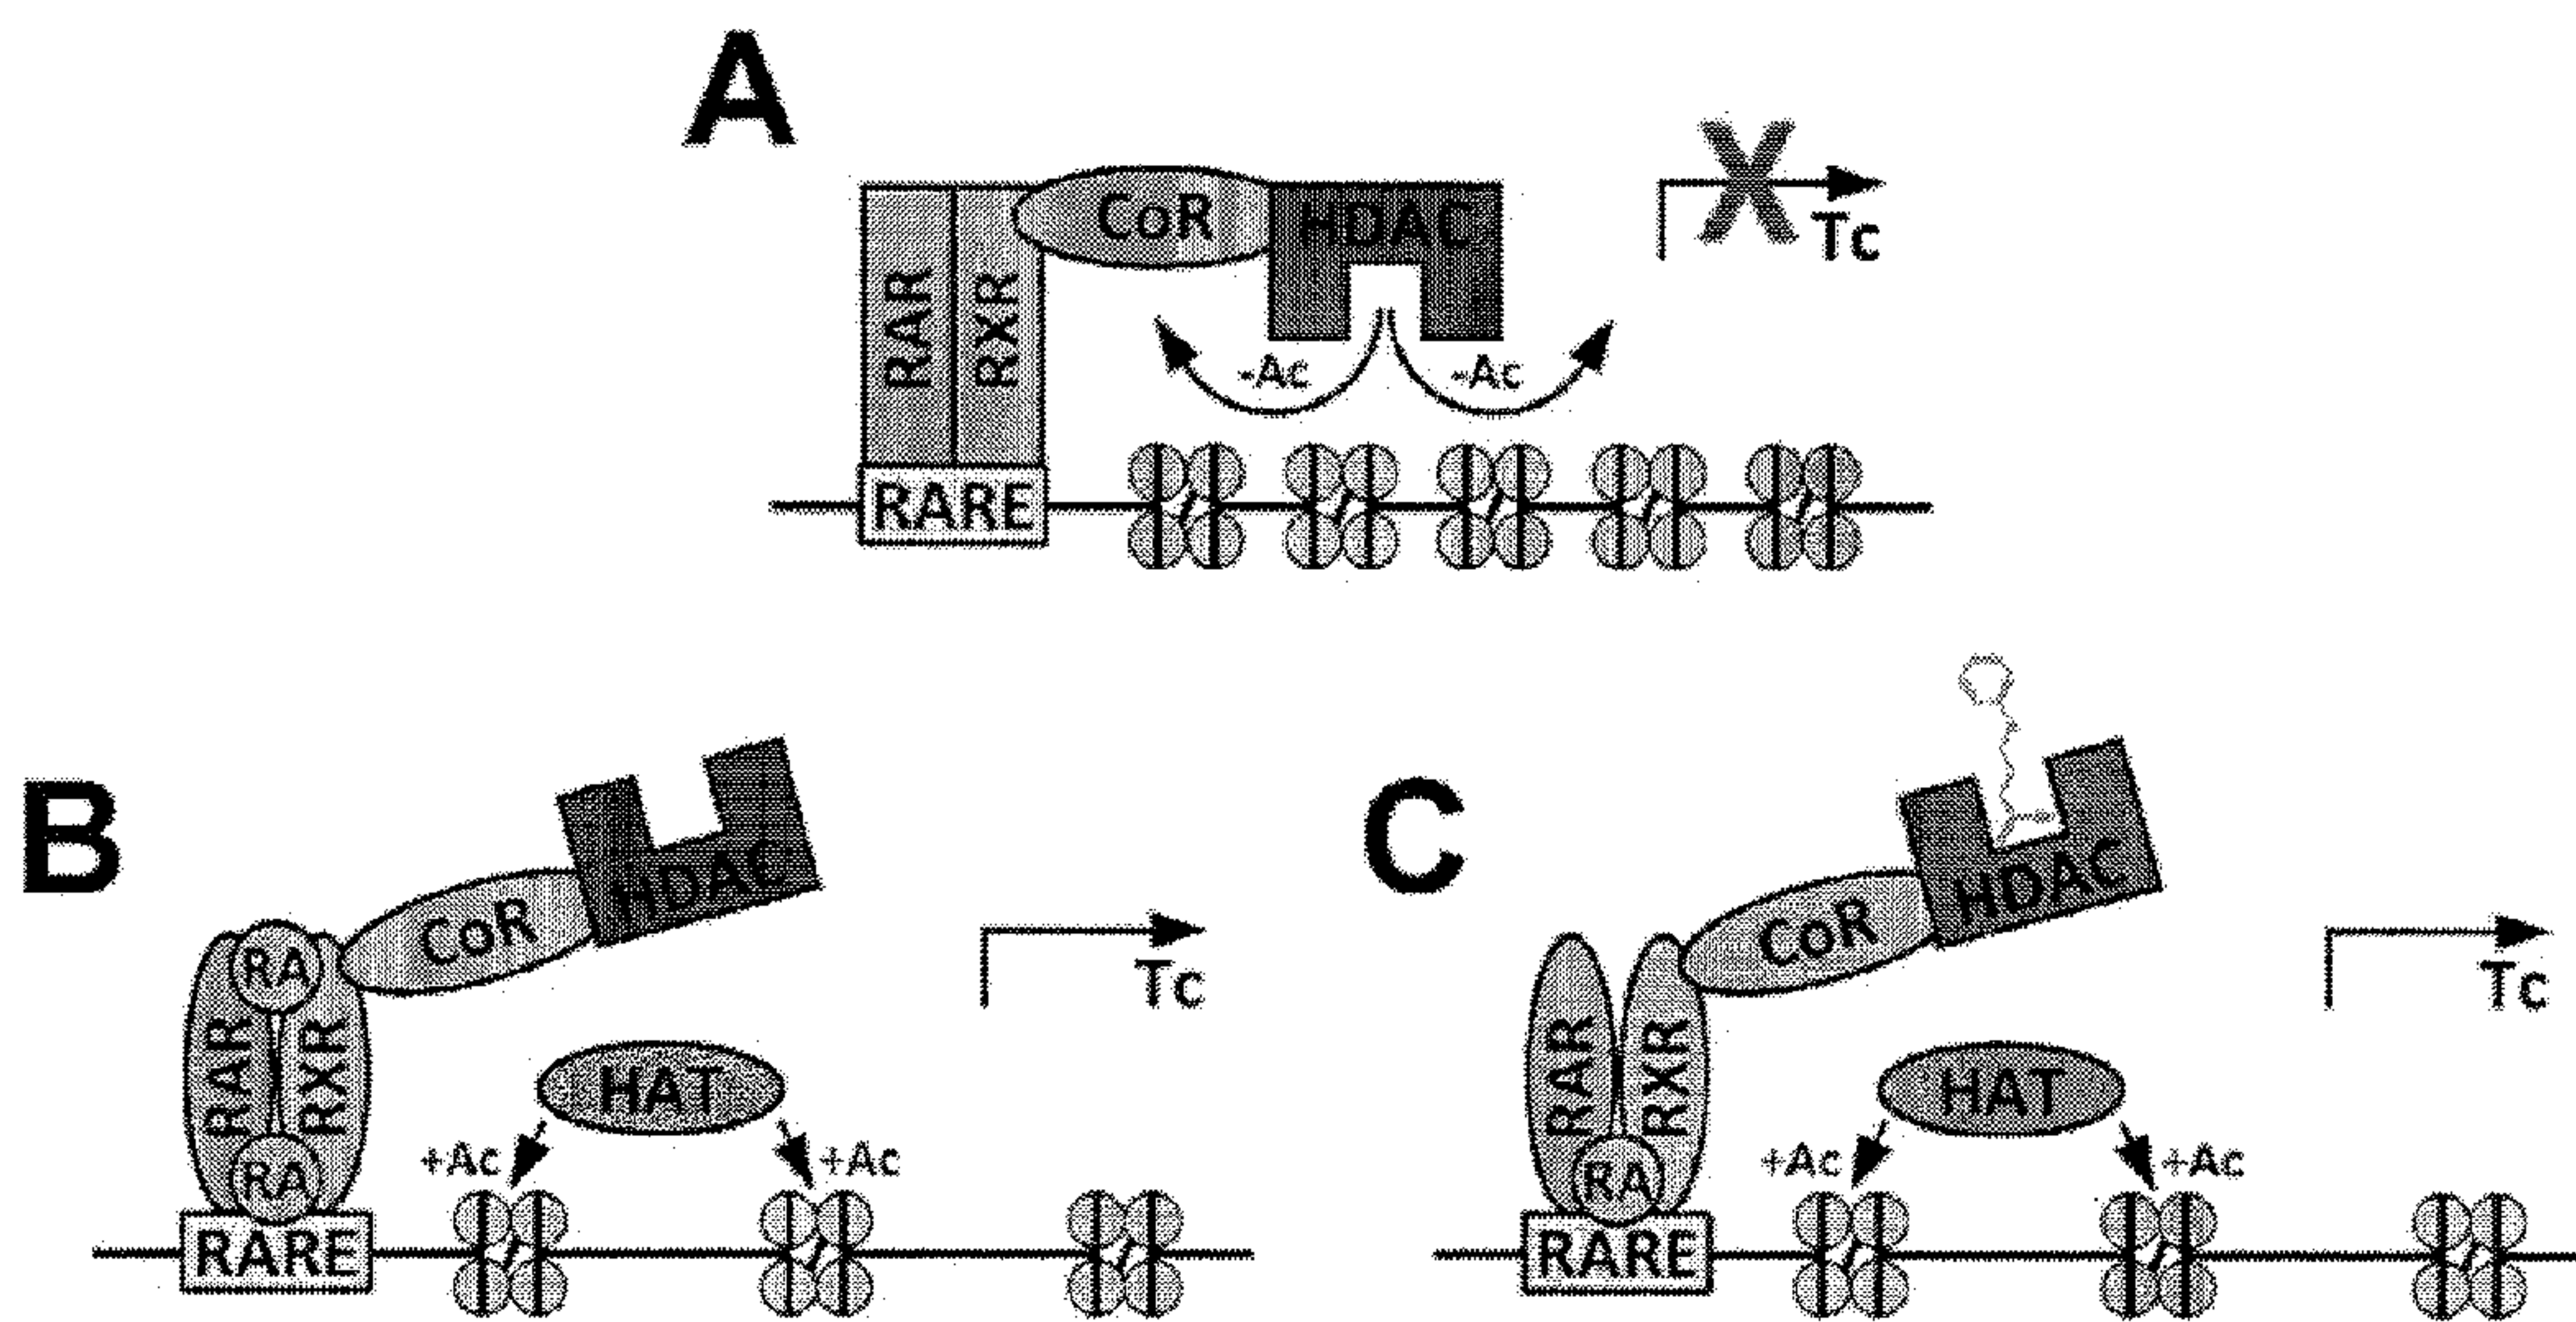 A
CoR
HDAC
X
Tc
RAR
RXR
-Ac
-Ac
RARE
B
HDAC
CoR
RA
RAR
RXR
Tc
HAT
+Ac
+Ac
RA
RARE
C
HDAC
CoR
RAR
RXR
Tc
HAT
+Ac
+Ac
RA
RARE